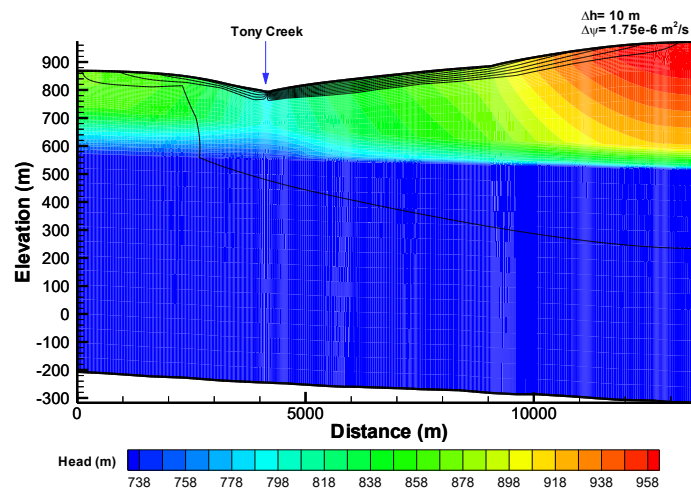 Δh= 10 m
Δψ= 1.75e-6 m²/s
Tony Creek
900
800
700
600
500
400
300
200
100
0
-100
-200
-300
Elevation (m)
0
5000
10000
Distance (m)
Head (m)
738 758 778 798 818 838 858 878 898 918 938 958